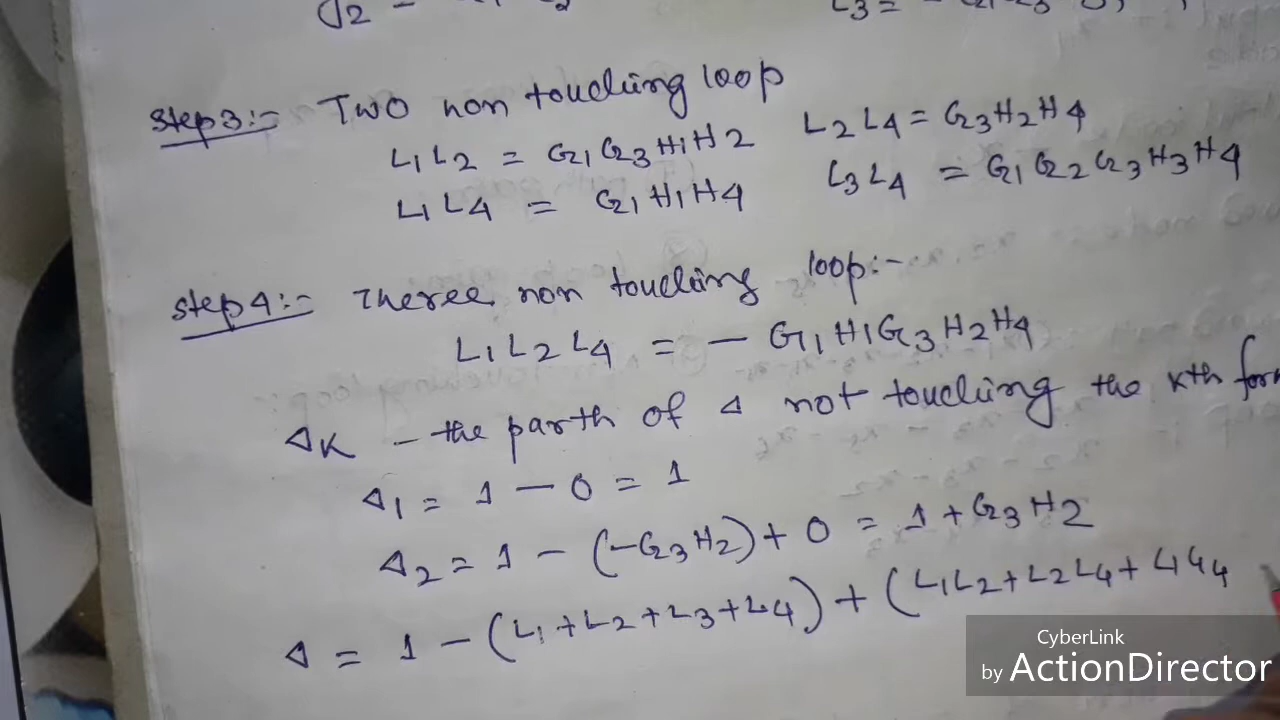 step3:- Two non touching loop
L1L2 = G1G3H1H2 L2L4 = G3H2H4
L1L4 = G1H1H4 L3L4 = G1G2G3H3H4
step4:- Theree non touching loop:-
L1L2L4 = - G1H1G3H2H4
ΔK - the parth of Δ not touching the Kth
Δ1 = 1 - 0 = 1
Δ2 = 1 - (-G3H2) + 0 = 1 + G3H2
Δ = 1 - (L1+L2+L3+L4) + (L1L2+L2L4+
CyberLink
by ActionDirector